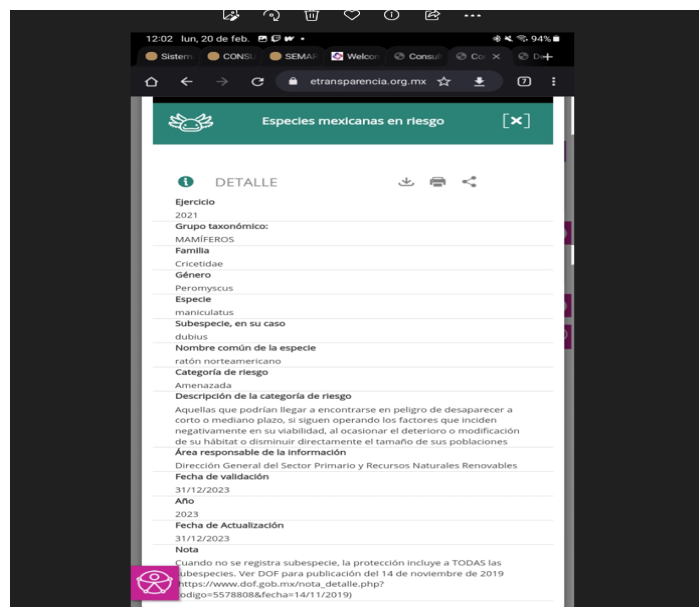 12:02 lun, 20 de feb. 94%
Sistem CONSU SEMAR Welcon Consul Co De
etransparencia.org.mx 7
Especies mexicanas en riesgo [×]
DETALLE
Ejercicio
2021
Grupo taxonómico:
MAMÍFEROS
Familia
Cricetidae
Género
Peromyscus
Especie
maniculatus
Subespecie, en su caso
dubius
Nombre común de la especie
ratón norteamericano
Categoría de riesgo
Amenazada
Descripción de la categoría de riesgo
Aquellas que podrían llegar a encontrarse en peligro de desaparecer a
corto o mediano plazo, si siguen operando los factores que inciden
negativamente en su viabilidad, al ocasionar el deterioro o modificación
de su hábitat o disminuir directamente el tamaño de sus poblaciones
Área responsable de la información
Dirección General del Sector Primario y Recursos Naturales Renovables
Fecha de validación
31/12/2023
Año
2023
Fecha de Actualización
31/12/2023
Nota
Cuando no se registra subespecie, la protección incluye a TODAS las
subespecies. Ver DOF para publicación del 14 de noviembre de 2019
https://www.dof.gob.mx/nota_detalle.php?
odigo=5578808&fecha=14/11/2019)